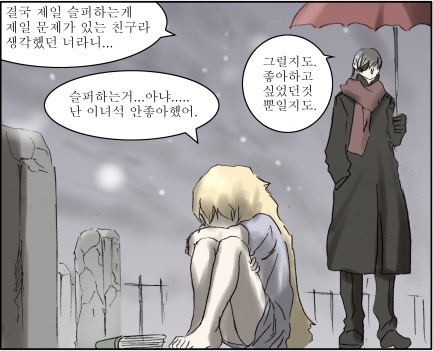 결국 제일 슬퍼하는게
제일 문제가 있는 친구라
생각했던 너라니...
슬퍼하는거...아냐.....
난 이녀석 안좋아했어.
그럴지도.
좋아하고
싶었던것
뿐일지도.